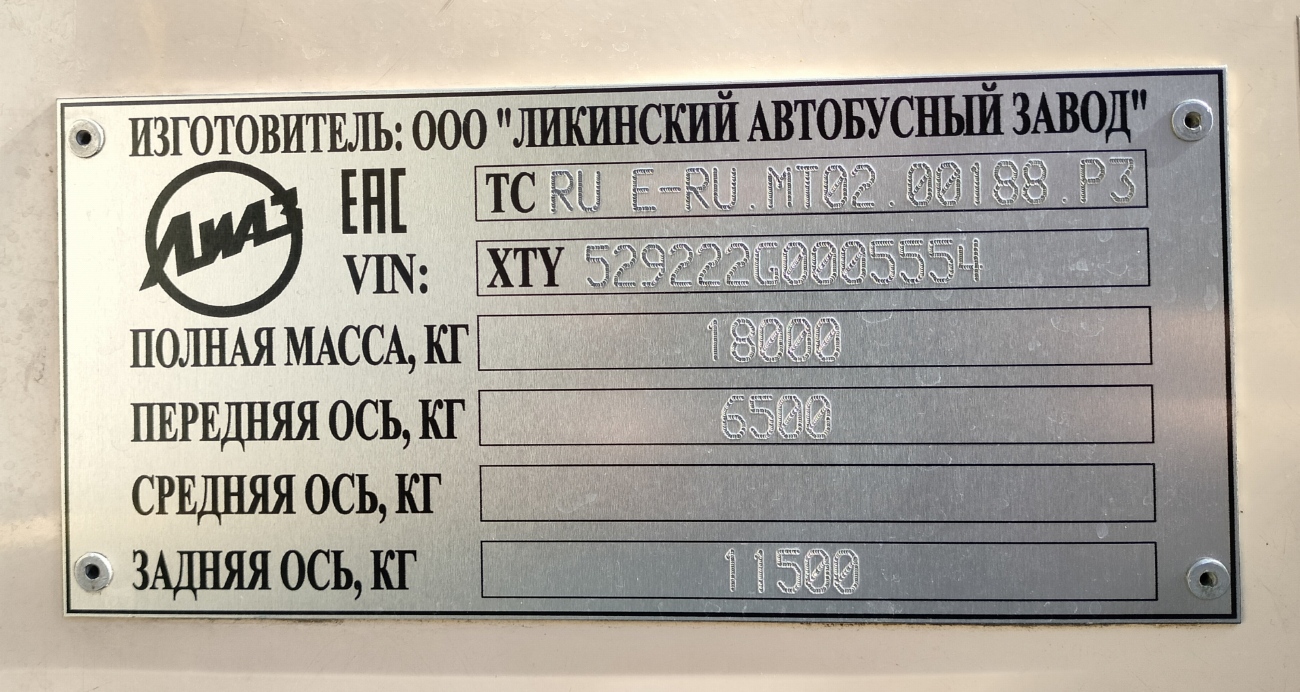 ИЗГОТОВИТЕЛЬ: ООО "ЛИКИНСКИЙ АВТОБУСНЫЙ ЗАВОД"
ЛиАЗ
ЕАС ТС RU E-RU.MT02.00188.P3
VIN: XTY 529222G0005554
ПОЛНАЯ МАССА, КГ 18000
ПЕРЕДНЯЯ ОСЬ, КГ 6500
СРЕДНЯЯ ОСЬ, КГ
ЗАДНЯЯ ОСЬ, КГ 11500